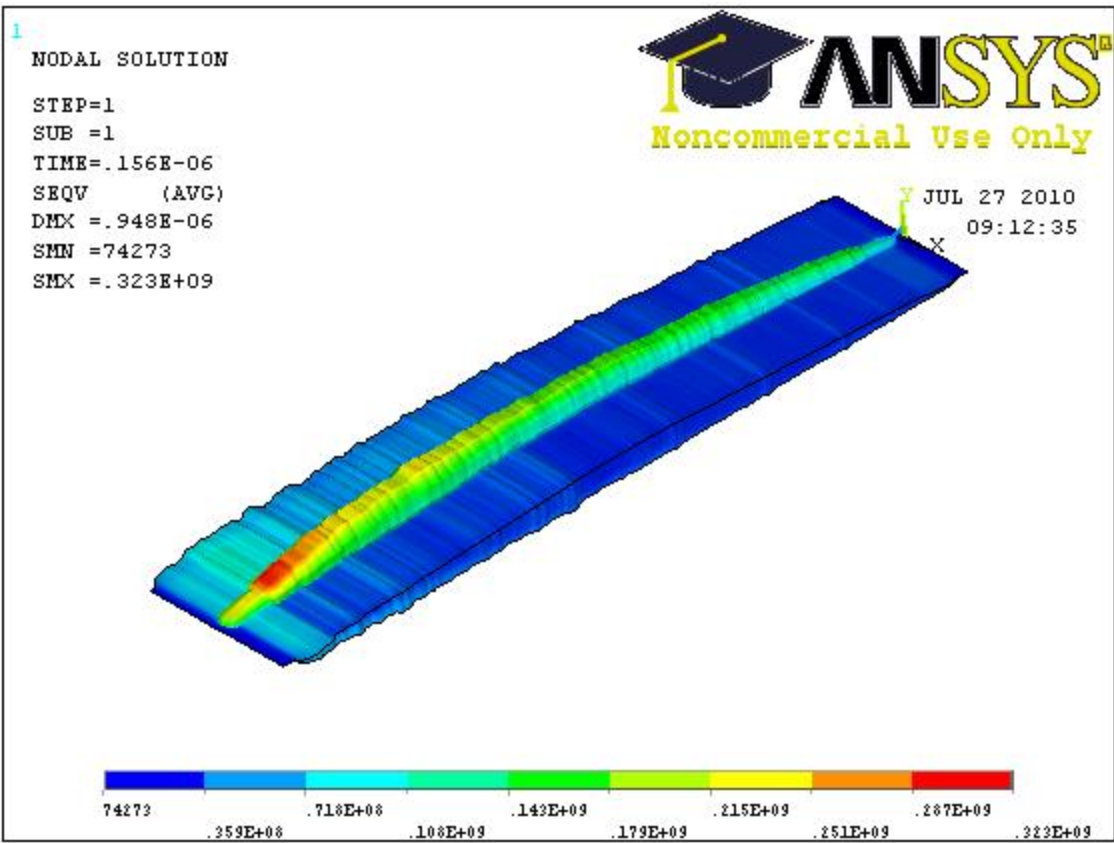 1
NODAL SOLUTION
STEP=1
SUB =1
TIME=.156E-06
SEQV (AVG)
DMX =.948E-06
SMN =74273
SMX =.323E+09
ANSYS
Noncommercial Use Only
JUL 27 2010
09:12:35
Y
X
74273 .718E+08 .143E+09 .215E+09 .287E+09
.359E+08 .108E+09 .179E+09 .251E+09 .323E+09